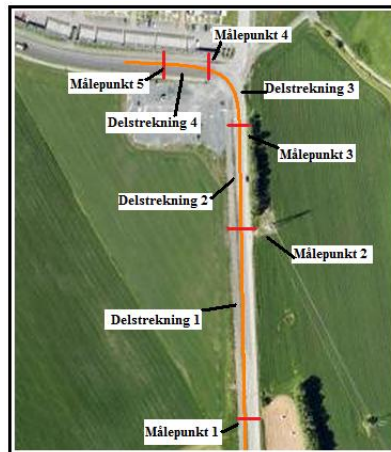 Målepunkt 4
Målepunkt 5
Delstrekning 3
Delstrekning 4
Målepunkt 3
Delstrekning 2
Målepunkt 2
Delstrekning 1
Målepunkt 1